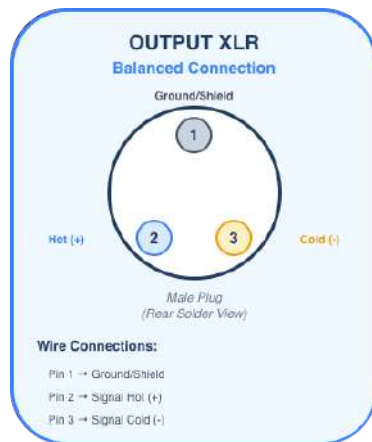 OUTPUT XLR
Balanced Connection
Ground/Shield
1
Hot (+)
2
3
Cold (-)
Male Plug
(Rear Solder View)
Wire Connections:
Pin 1 → Ground/Shield
Pin 2 → Signal Hot (+)
Pin 3 → Signal Cold (-)